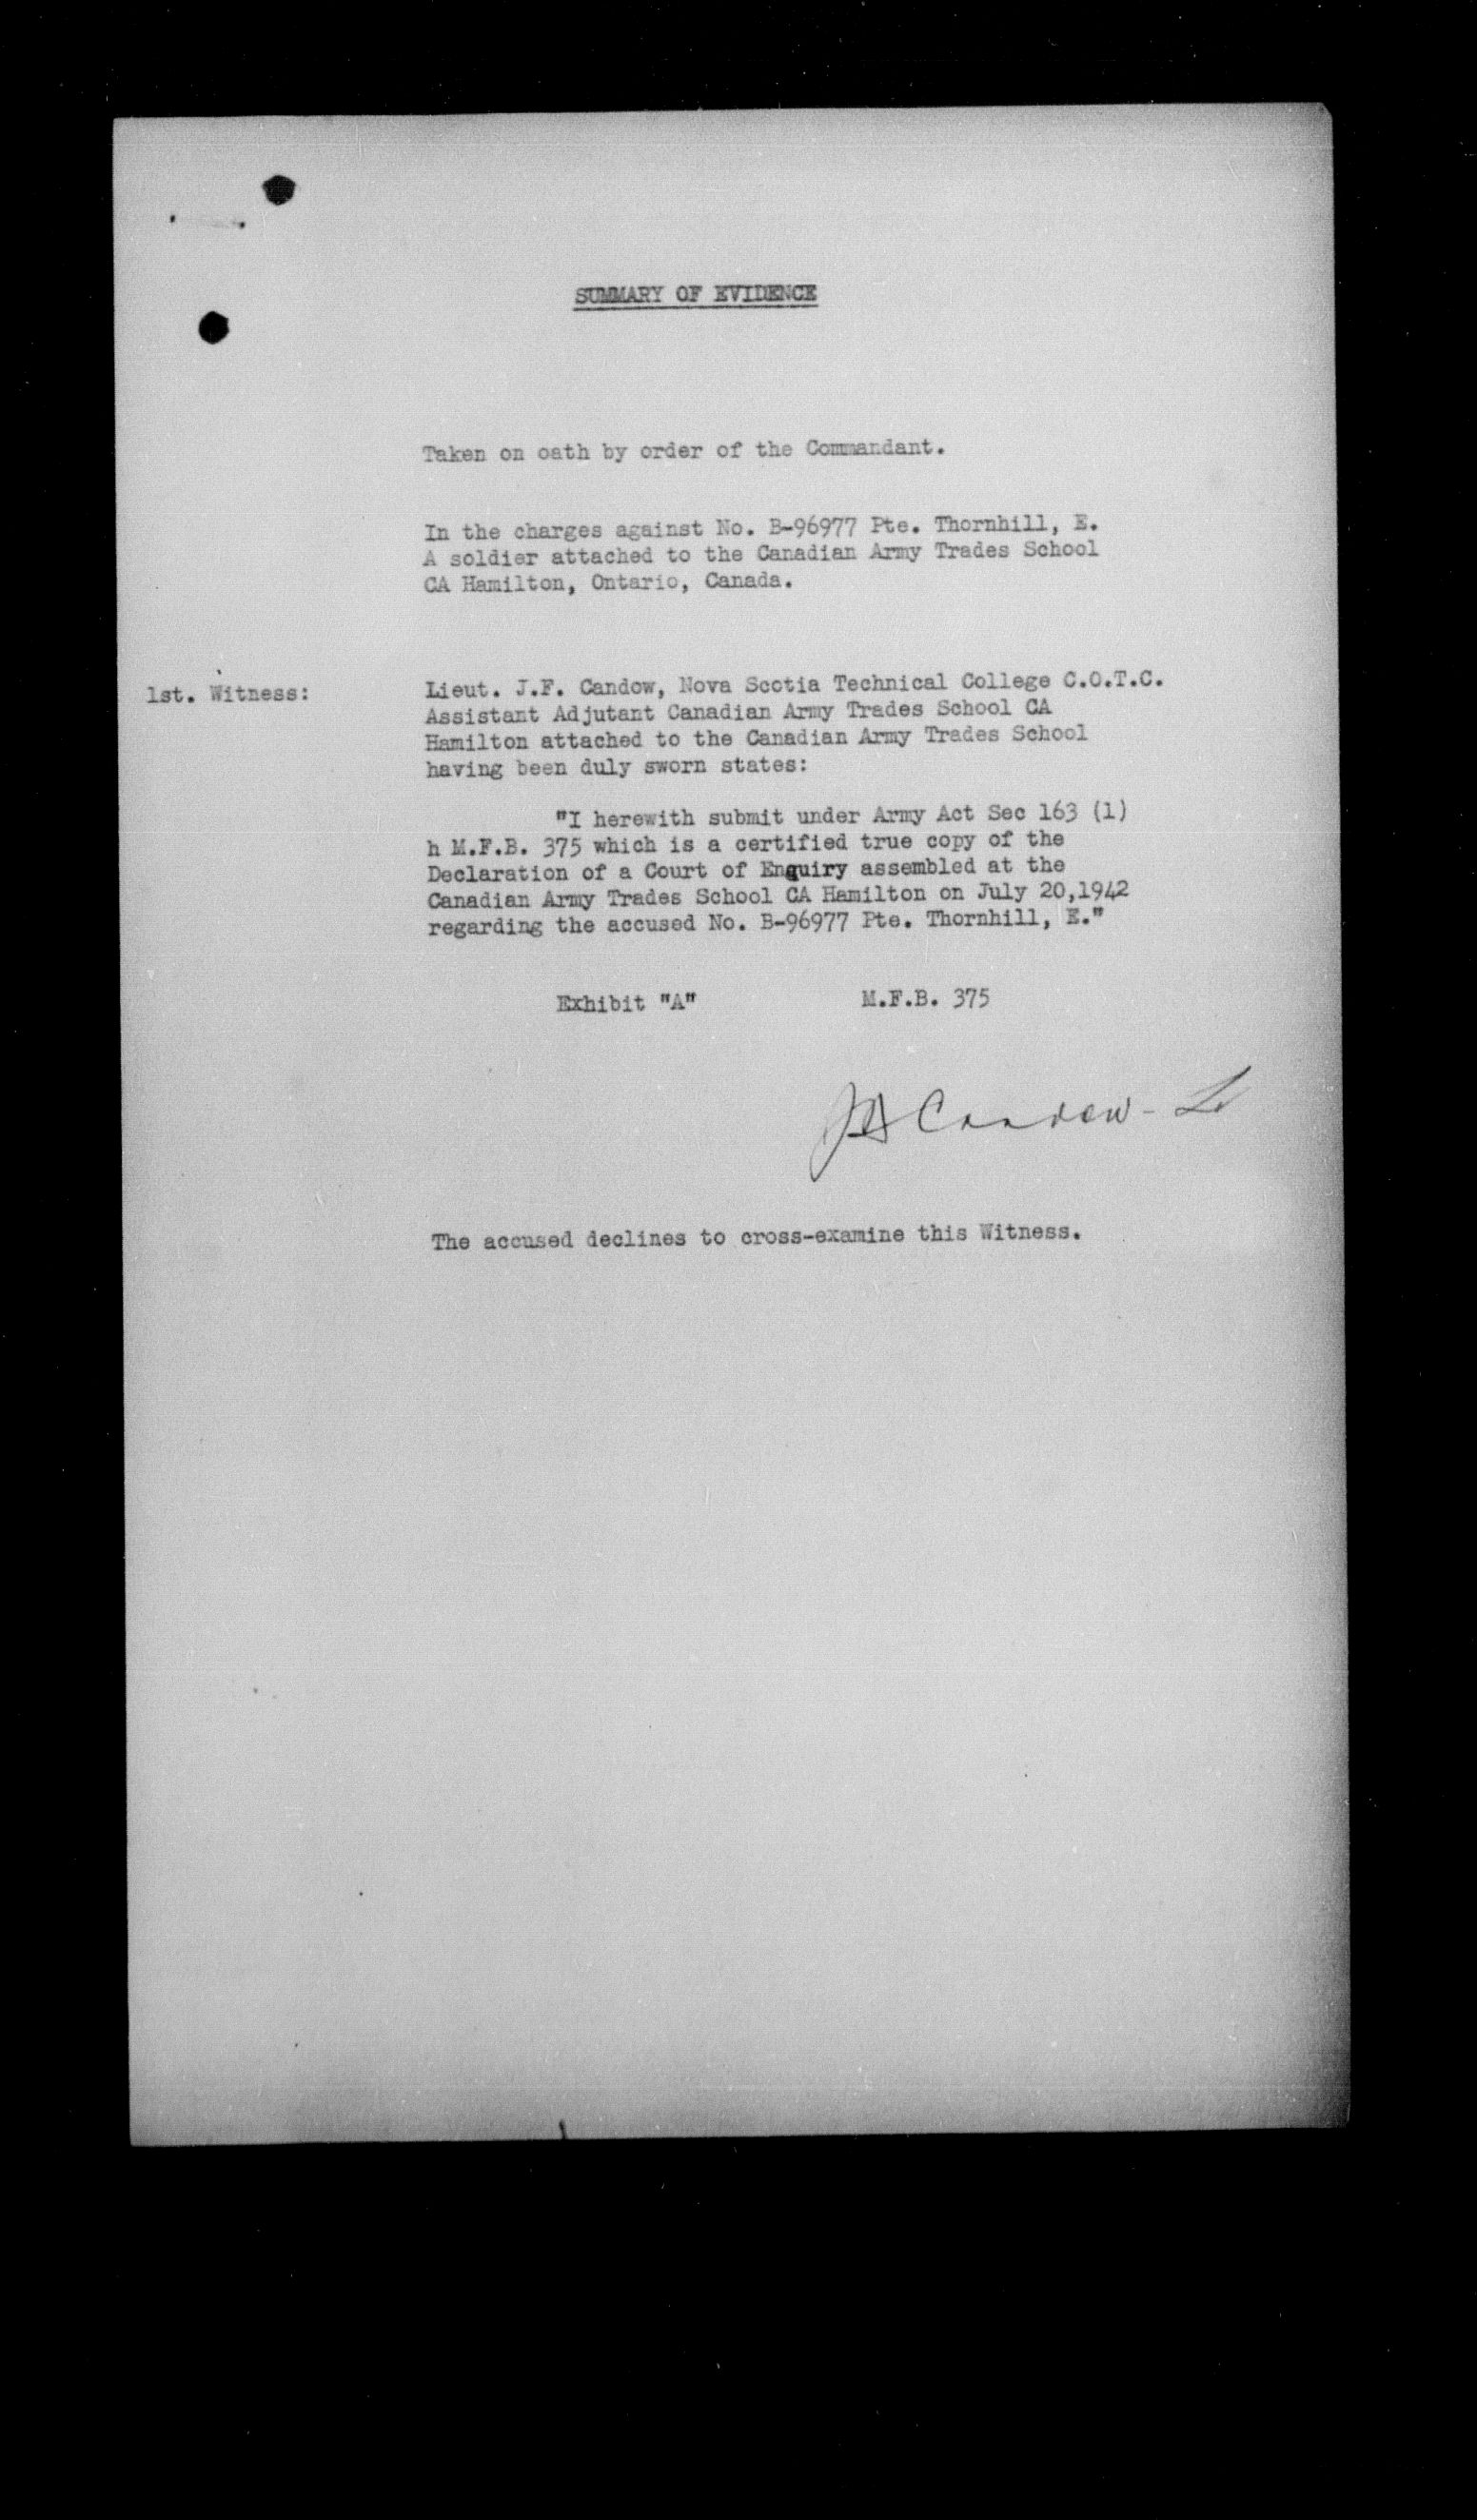 SUMMARY OF EVIDENCE
Taken on oath by order of the Commandant.
In the charges against No. B-96977 Pte. Thornhill, E.
A soldier attached to the Canadian Army Trades School
CA Hamilton, Ontario, Canada.
1st. Witness:
Lieut. J.F. Candow, Nova Scotia Technical College C.O.T.C.
Assistant Adjutant Canadian Army Trades School CA
Hamilton attached to the Canadian Army Trades School
having been duly sworn states:
"I herewith submit under Army Act Sec 163 (1)
h M.F.B. 375 which is a certified true copy of the
Declaration of a Court of Enquiry assembled at the
Canadian Army Trades School CA Hamilton on July 20,1942
regarding the accused No. B-96977 Pte. Thornhill, E."
Exhibit "A" M.F.B. 375
Candow
The accused declines to cross-examine this Witness.